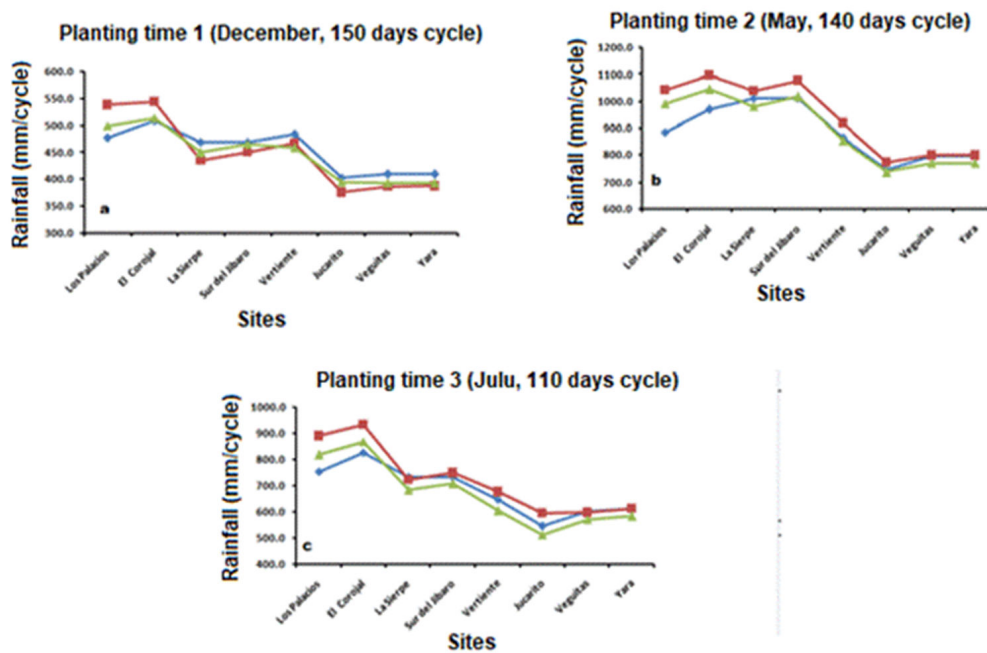 Planting time 1 (December, 150 days cycle)
Rainfall (mm/cycle)
600.0
550.0
500.0
450.0
400.0
350.0
300.0
a
Los Palacios
El Corojal
La Sierpe
Sur del Jibaro
Vertiente
Jucarito
Veguitas
Yara
Sites
Planting time 2 (May, 140 days cycle)
Rainfall (mm/cycle)
1200.0
1100.0
1000.0
900.0
800.0
700.0
600.0
b
Los Palacios
El Corojal
La Sierpe
Sur del Jibaro
Vertiente
Jucarito
Veguitas
Yara
Sites
Planting time 3 (Julu, 110 days cycle)
Rainfall (mm/cycle)
1000.0
900.0
800.0
700.0
600.0
500.0
400.0
c
Los Palacios
El Corojal
La Sierpe
Sur del Jibaro
Vertiente
Jucarito
Veguitas
Yara
Sites